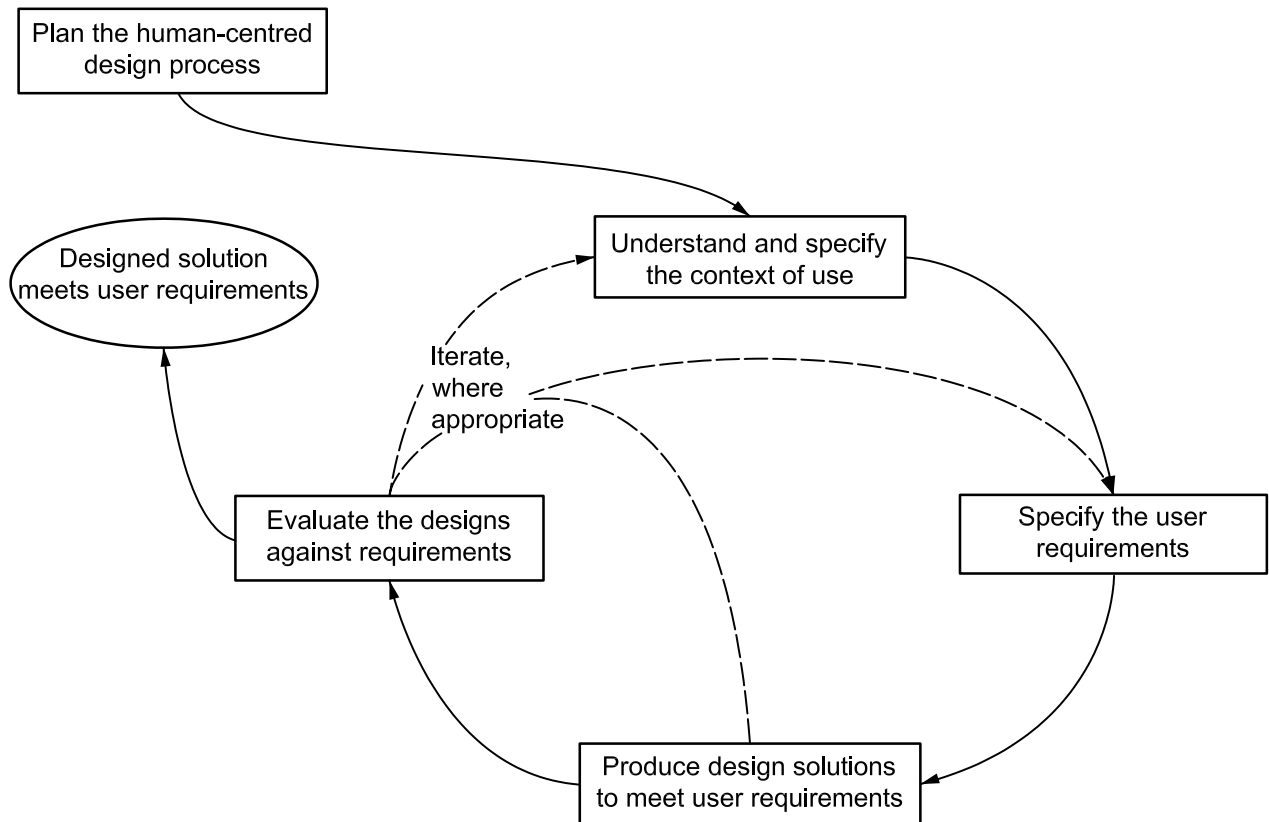 Plan the human-centred
design process
Understand and specify
the context of use
Designed solution
meets user requirements
Iterate,
where
appropriate
Evaluate the designs
against requirements
Specify the user
requirements
Produce design solutions
to meet user requirements